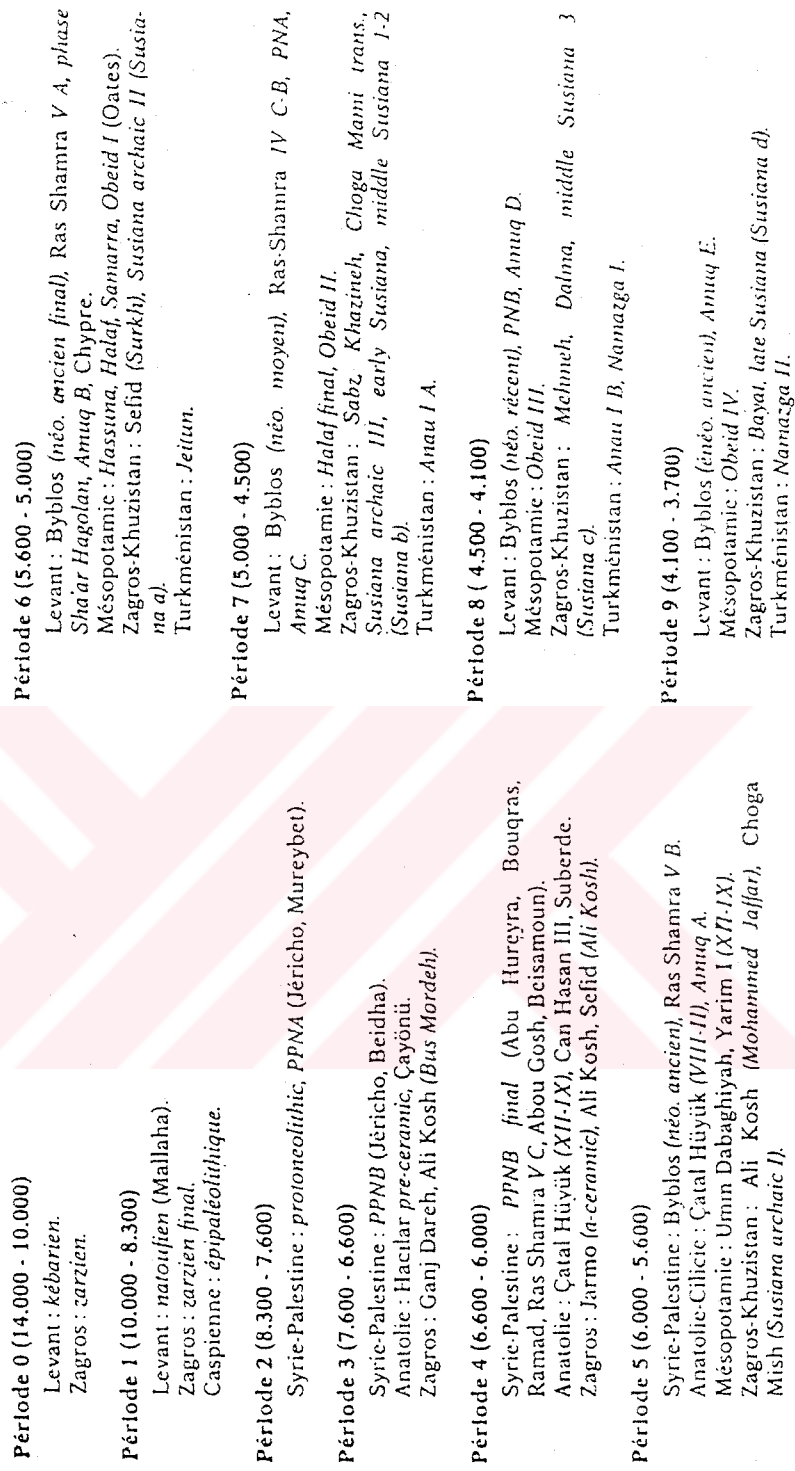 Période 0 (14.000 - 10.000)
Levant : kébarien.
Zagros : zarzien.
Période 1 (10.000 - 8.300)
Levant : natoufien (Mallaha).
Zagros : zarzien final.
Caspienne : épipaléolithique.
Période 2 (8.300 - 7.600)
Syrie-Palestine : protoneolithic, PPNA (Jéricho, Mureybet).
Période 3 (7.600 - 6.600)
Syrie-Palestine : PPNB (Jéricho, Beidha).
Anatolie : Hacilar pre-ceramic, Çayönü.
Zagros : Ganj Dareh, Ali Kosh (Bus Mordeh).
Période 4 (6.600 - 6.000)
Syrie-Palestine : PPNB final (Abu Hureyra, Bouqras,
Ramad, Ras Shamra V C, Abou Gosh, Beisamoun).
Anatolie : Çatal Hüyük (XII-IX), Can Hasan III, Suberde.
Zagros : Jarmo (a-ceramic), Ali Kosh, Sefid (Ali Kosh).
Période 5 (6.000 - 5.600)
Syrie-Palestine : Byblos (néo. ancien), Ras Shamra V B.
Anatolie-Cilicie : Çatal Hüyük (VIII-II), Amuq A.
Mésopotamie : Umm Dabaghiyah, Yarim I (XII-IX).
Zagros-Khuzistan : Ali Kosh (Mohammed Jaffar), Choga
Mish (Susiana archaic I).
Période 6 (5.600 - 5.000)
Levant : Byblos (néo. ancien final), Ras Shamra V A, phase
Sha'ar Hagolan, Amuq B, Chypre.
Mésopotamie : Hassuna, Halaf, Samarra, Obeid I (Oates).
Zagros-Khuzistan : Sefid (Surkh), Susiana archaic II (Susia-
na a).
Turkménistan : Jeitun.
Période 7 (5.000 - 4.500)
Levant : Byblos (néo. moyen), Ras-Shamra IV C-B, PNA,
Amuq C.
Mésopotamie : Halaf final, Obeid II.
Zagros-Khuzistan : Sabz, Khazineh, Choga Mami trans.,
Susiana archaic III, early Susiana, middle Susiana 1-2
(Susiana b).
Turkménistan : Anau I A.
Période 8 ( 4.500 - 4.100)
Levant : Byblos (néo. récent), PNB, Amuq D.
Mésopotamie : Obeid III.
Zagros-Khuzistan : Mehmeh, Dalma, middle Susiana 3
(Susiana c).
Turkménistan : Anau I B, Namazga I.
Période 9 (4.100 - 3.700)
Levant : Byblos (énéo. ancien), Amuq E.
Mésopotamie : Obeid IV.
Zagros-Khuzistan : Bayat, late Susiana (Susiana d).
Turkménistan : Namazga II.